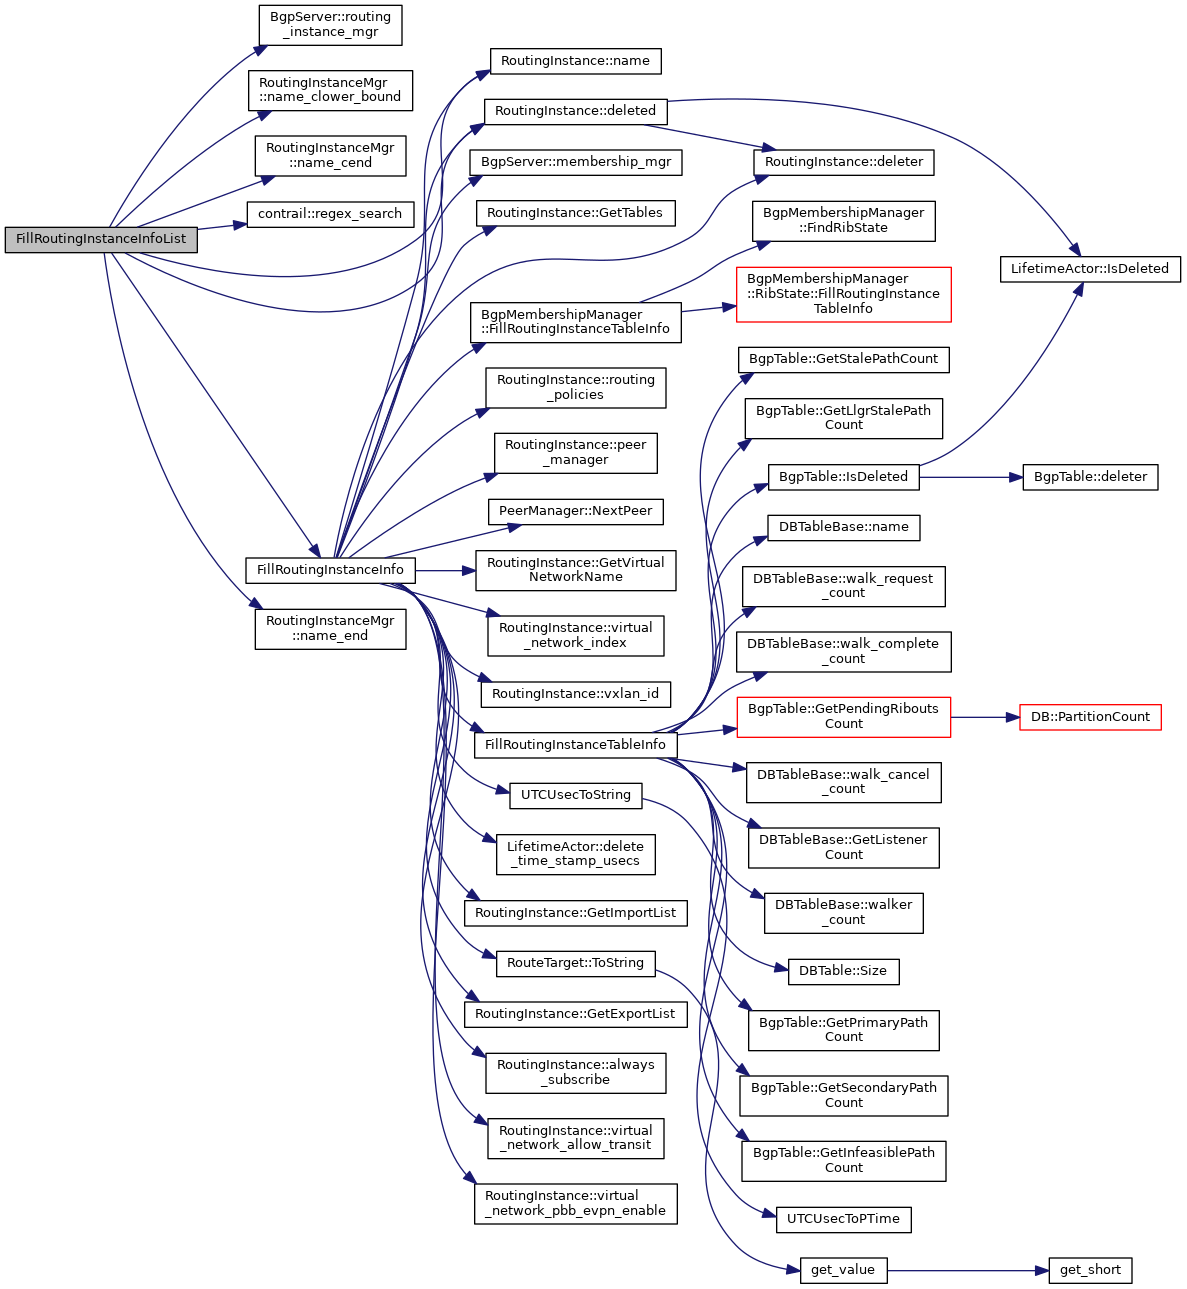 FillRoutingInstanceInfoList
BgpServer::routing
_instance_mgr
RoutingInstanceMgr
::name_clower_bound
RoutingInstanceMgr
::name_cend
contrail::regex_search
FillRoutingInstanceInfo
RoutingInstanceMgr
::name_end
RoutingInstance::name
RoutingInstance::deleted
BgpServer::membership_mgr
RoutingInstance::GetTables
BgpMembershipManager
::FillRoutingInstanceTableInfo
RoutingInstance::routing
_policies
RoutingInstance::peer
_manager
PeerManager::NextPeer
RoutingInstance::GetVirtual
NetworkName
RoutingInstance::virtual
_network_index
RoutingInstance::vxlan_id
FillRoutingInstanceTableInfo
UTCUsecToString
LifetimeActor::delete
_time_stamp_usecs
RoutingInstance::GetImportList
RouteTarget::ToString
RoutingInstance::GetExportList
RoutingInstance::always
_subscribe
RoutingInstance::virtual
_network_allow_transit
RoutingInstance::virtual
_network_pbb_evpn_enable
RoutingInstance::deleter
BgpMembershipManager
::FindRibState
BgpMembershipManager
::RibState::FillRoutingInstance
TableInfo
BgpTable::GetStalePathCount
BgpTable::GetLlgrStalePath
Count
BgpTable::IsDeleted
DBTableBase::name
DBTableBase::walk_request
_count
DBTableBase::walk_complete
_count
BgpTable::GetPendingRibouts
Count
DBTableBase::walk_cancel
_count
DBTableBase::GetListener
Count
DBTableBase::walker
_count
DBTable::Size
BgpTable::GetPrimaryPath
Count
BgpTable::GetSecondaryPath
Count
BgpTable::GetInfeasiblePath
Count
UTCUsecToPTime
get_value
LifetimeActor::IsDeleted
BgpTable::deleter
DB::PartitionCount
get_short